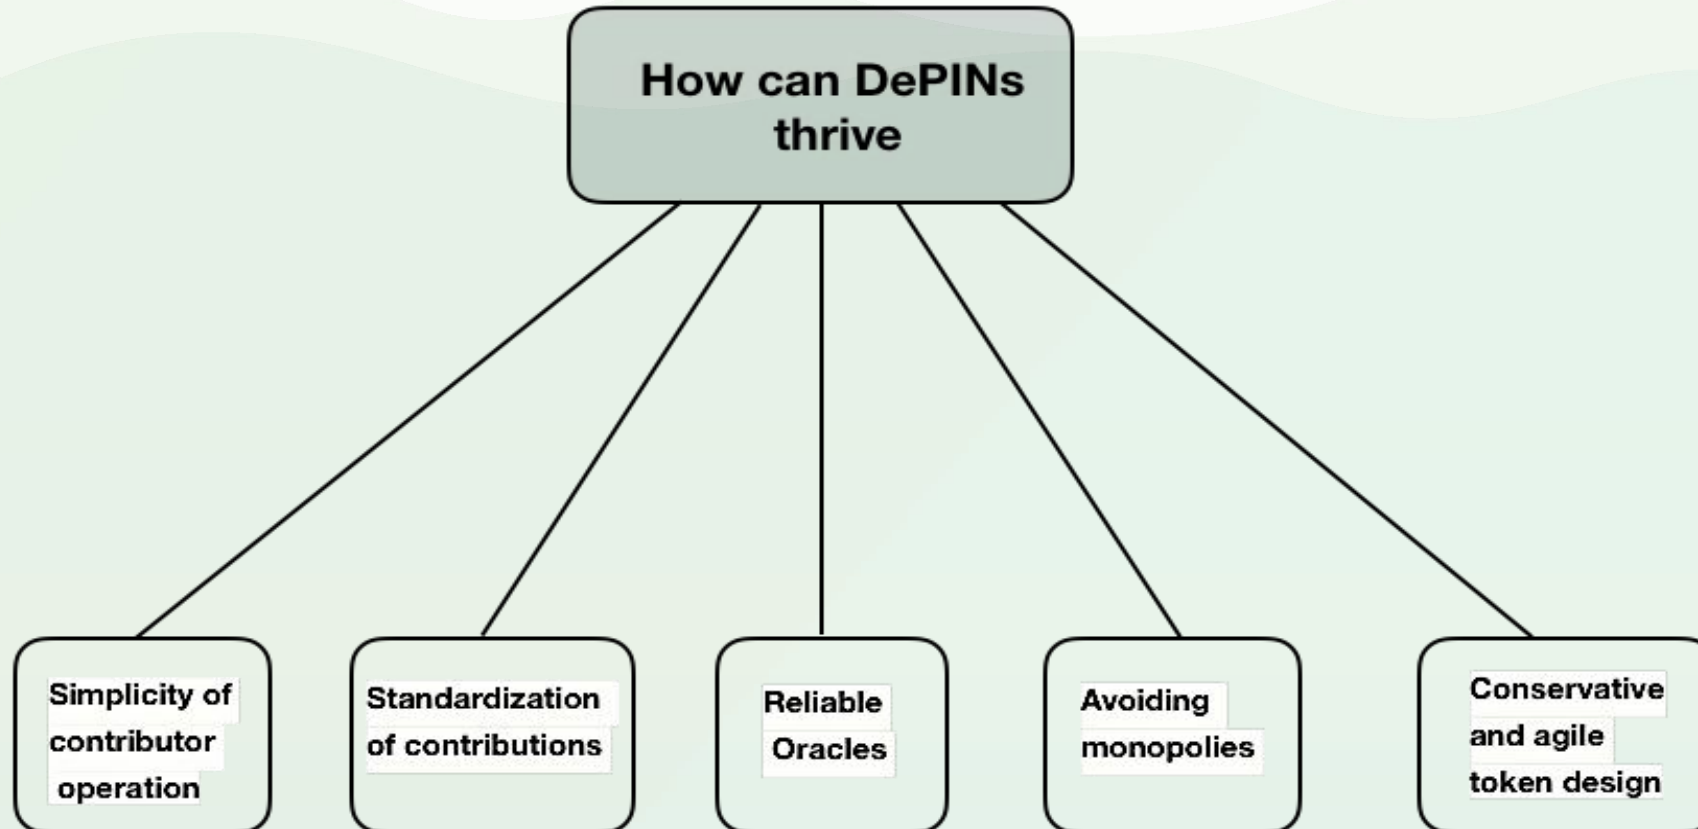 How can DePINs
thrive
Simplicity of
contributor
operation
Standardization
of contributions
Reliable
Oracles
Avoiding
monopolies
Conservative
and agile
token design